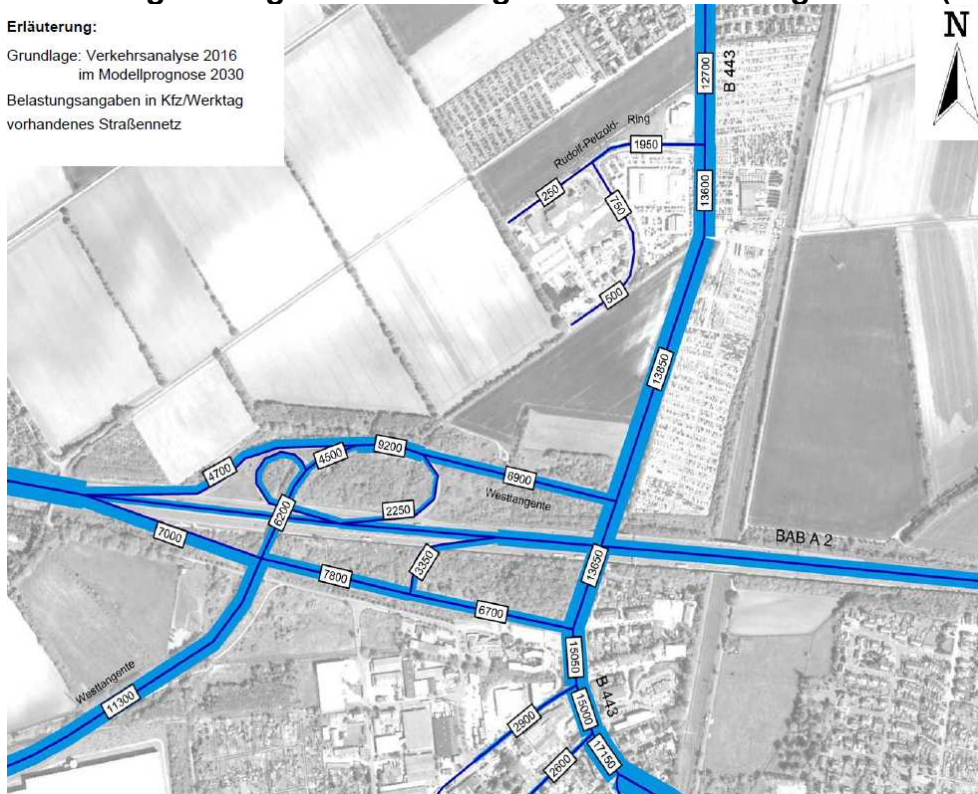 Erläuterung:
Grundlage: Verkehrsanalyse 2016
im Modellprognose 2030
Belastungsangaben in Kfz/Werktag
vorhandenes Straßennetz
N
12700
B 443
Rudolf-Petzold-Ring
1950
13600
250
750
500
13850
9200
4500
4700
6900
Westtangente
6200
2250
7000
BAB A 2
3350
13650
7800
6700
15050
Westtangente
11300
B 443
15000
2900
17150
2600